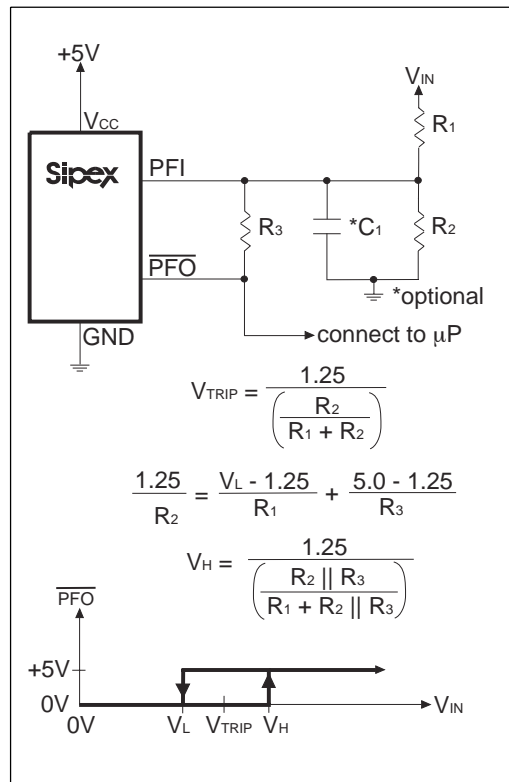 +5V
VIN
VCC
R1
Sipex
PFI
R3
*C1
R2
PFO
*optional
GND
connect to μP
VTRIP = 1.25 / (R2 / (R1 + R2))
1.25 / R2 = (VL - 1.25) / R1 + (5.0 - 1.25) / R3
VH = 1.25 / (R2 || R3 / (R1 + R2 || R3))
PFO
+5V
0V
0V VL VTRIP VH VIN